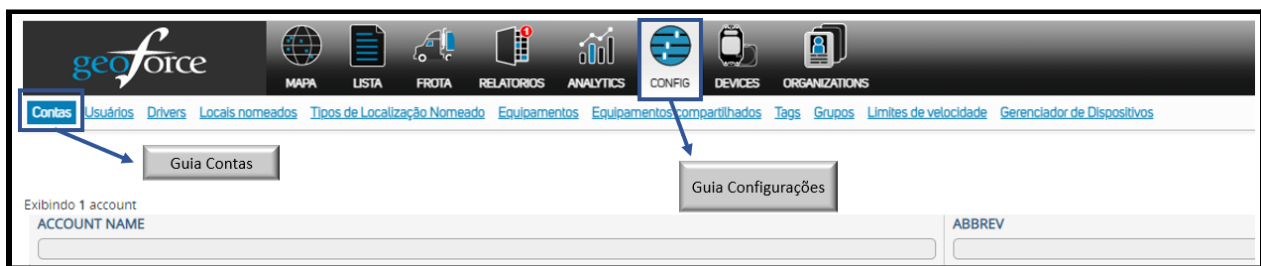 geoforce
1
MAPA LISTA FROTA RELATORIOS ANALYTICS CONFIG DEVICES ORGANIZATIONS
Contas Usuários Drivers Locais nomeados Tipos de Localização Nomeado Equipamentos Equipamentos compartilhados Tags Grupos Limites de velocidade Gerenciador de Dispositivos
Guia Contas
Guia Configurações
Exibindo 1 account
ACCOUNT NAME ABBREV